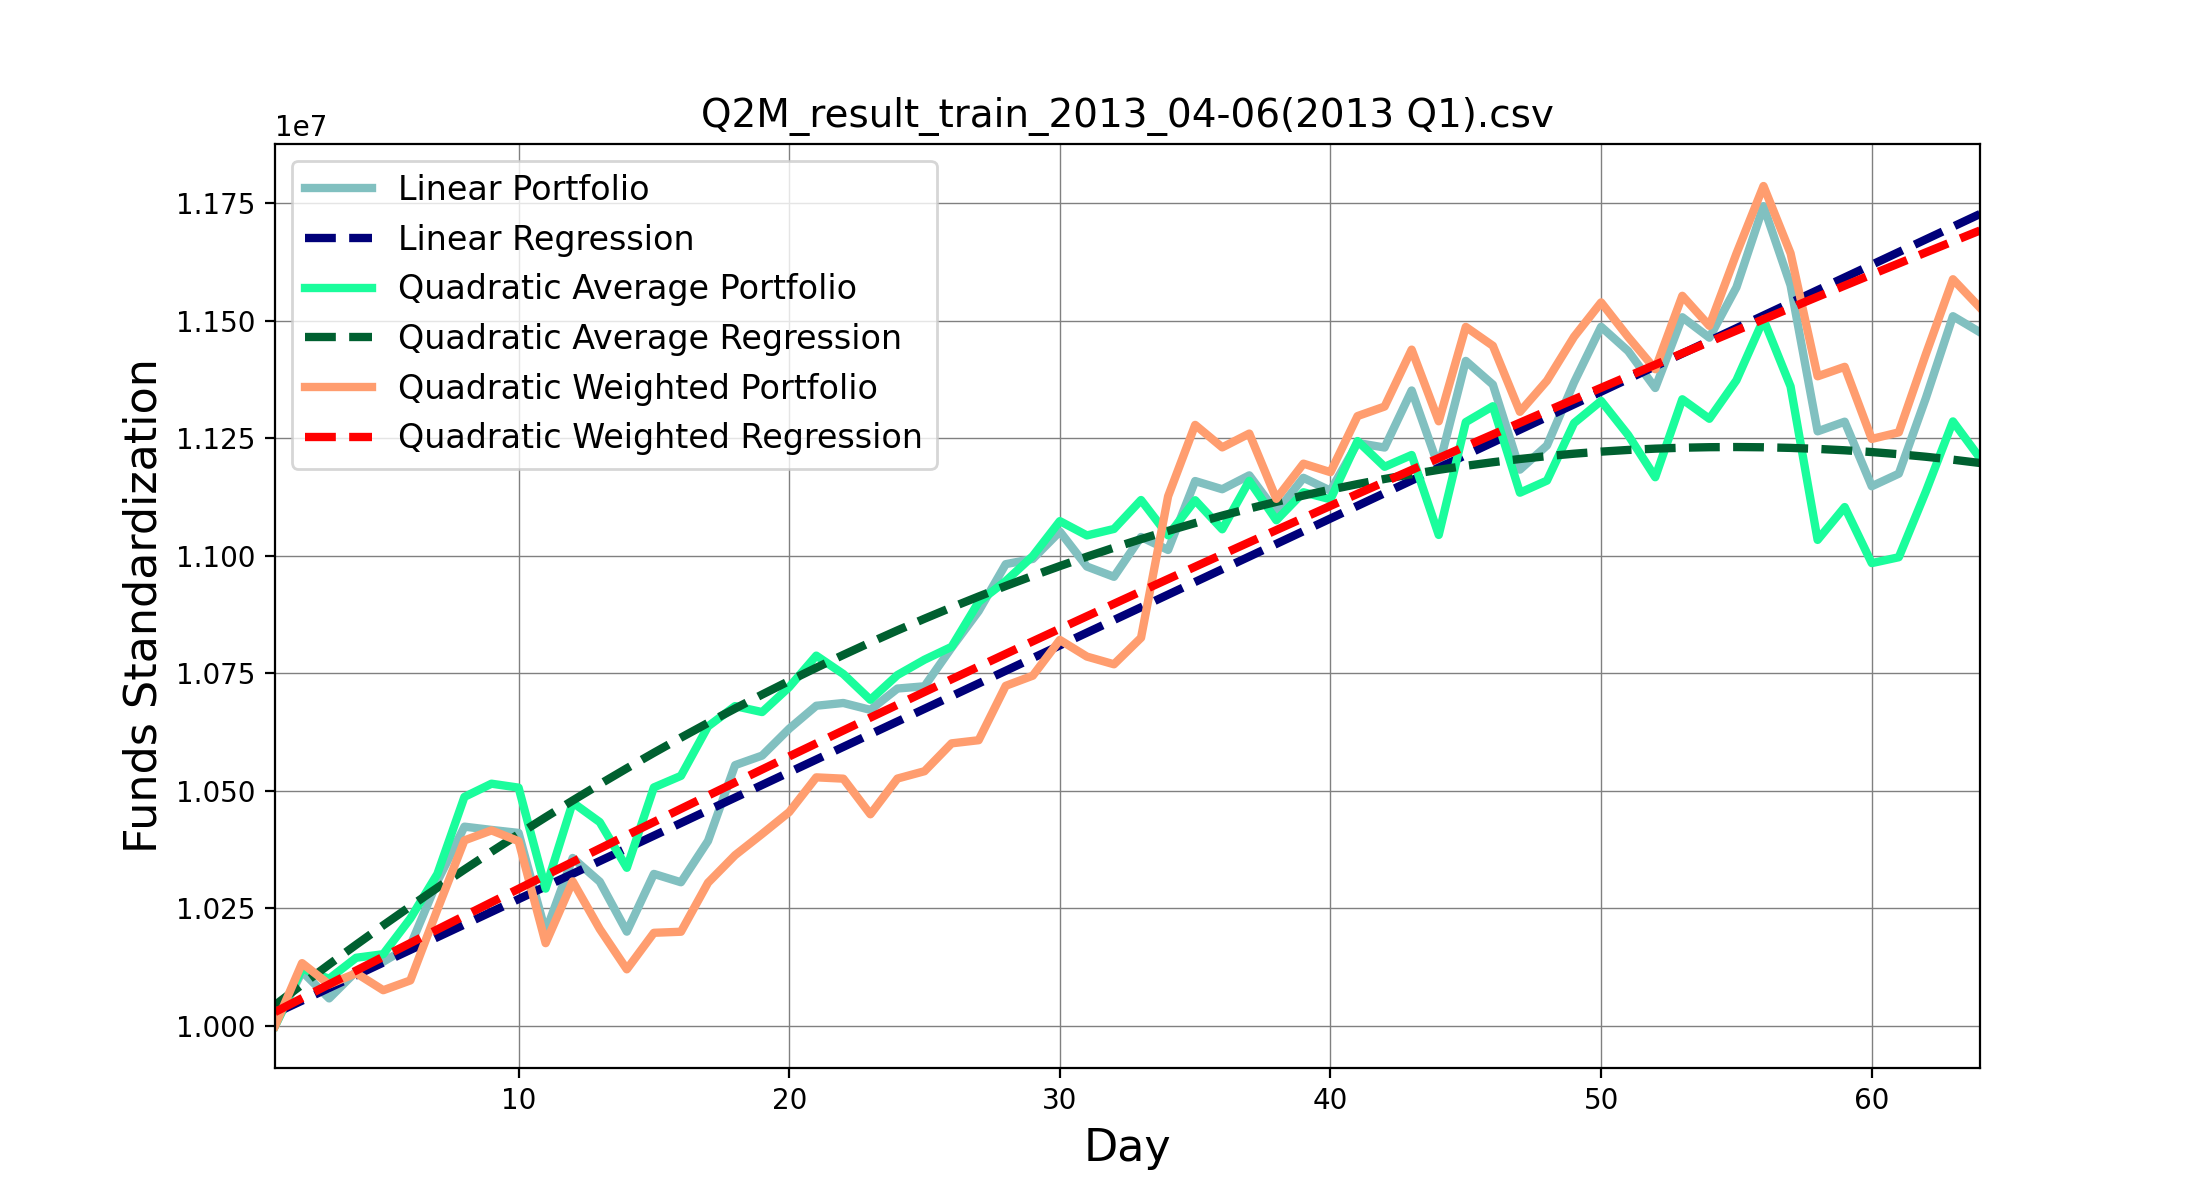 Q2M_result_train_2013_04-06(2013 Q1).csv
1e7
Linear Portfolio
Linear Regression
Quadratic Average Portfolio
Quadratic Average Regression
Quadratic Weighted Portfolio
Quadratic Weighted Regression
1.175
1.150
1.125
1.100
1.075
1.050
1.025
1.000
Funds Standardization
10 20 30 40 50 60
Day